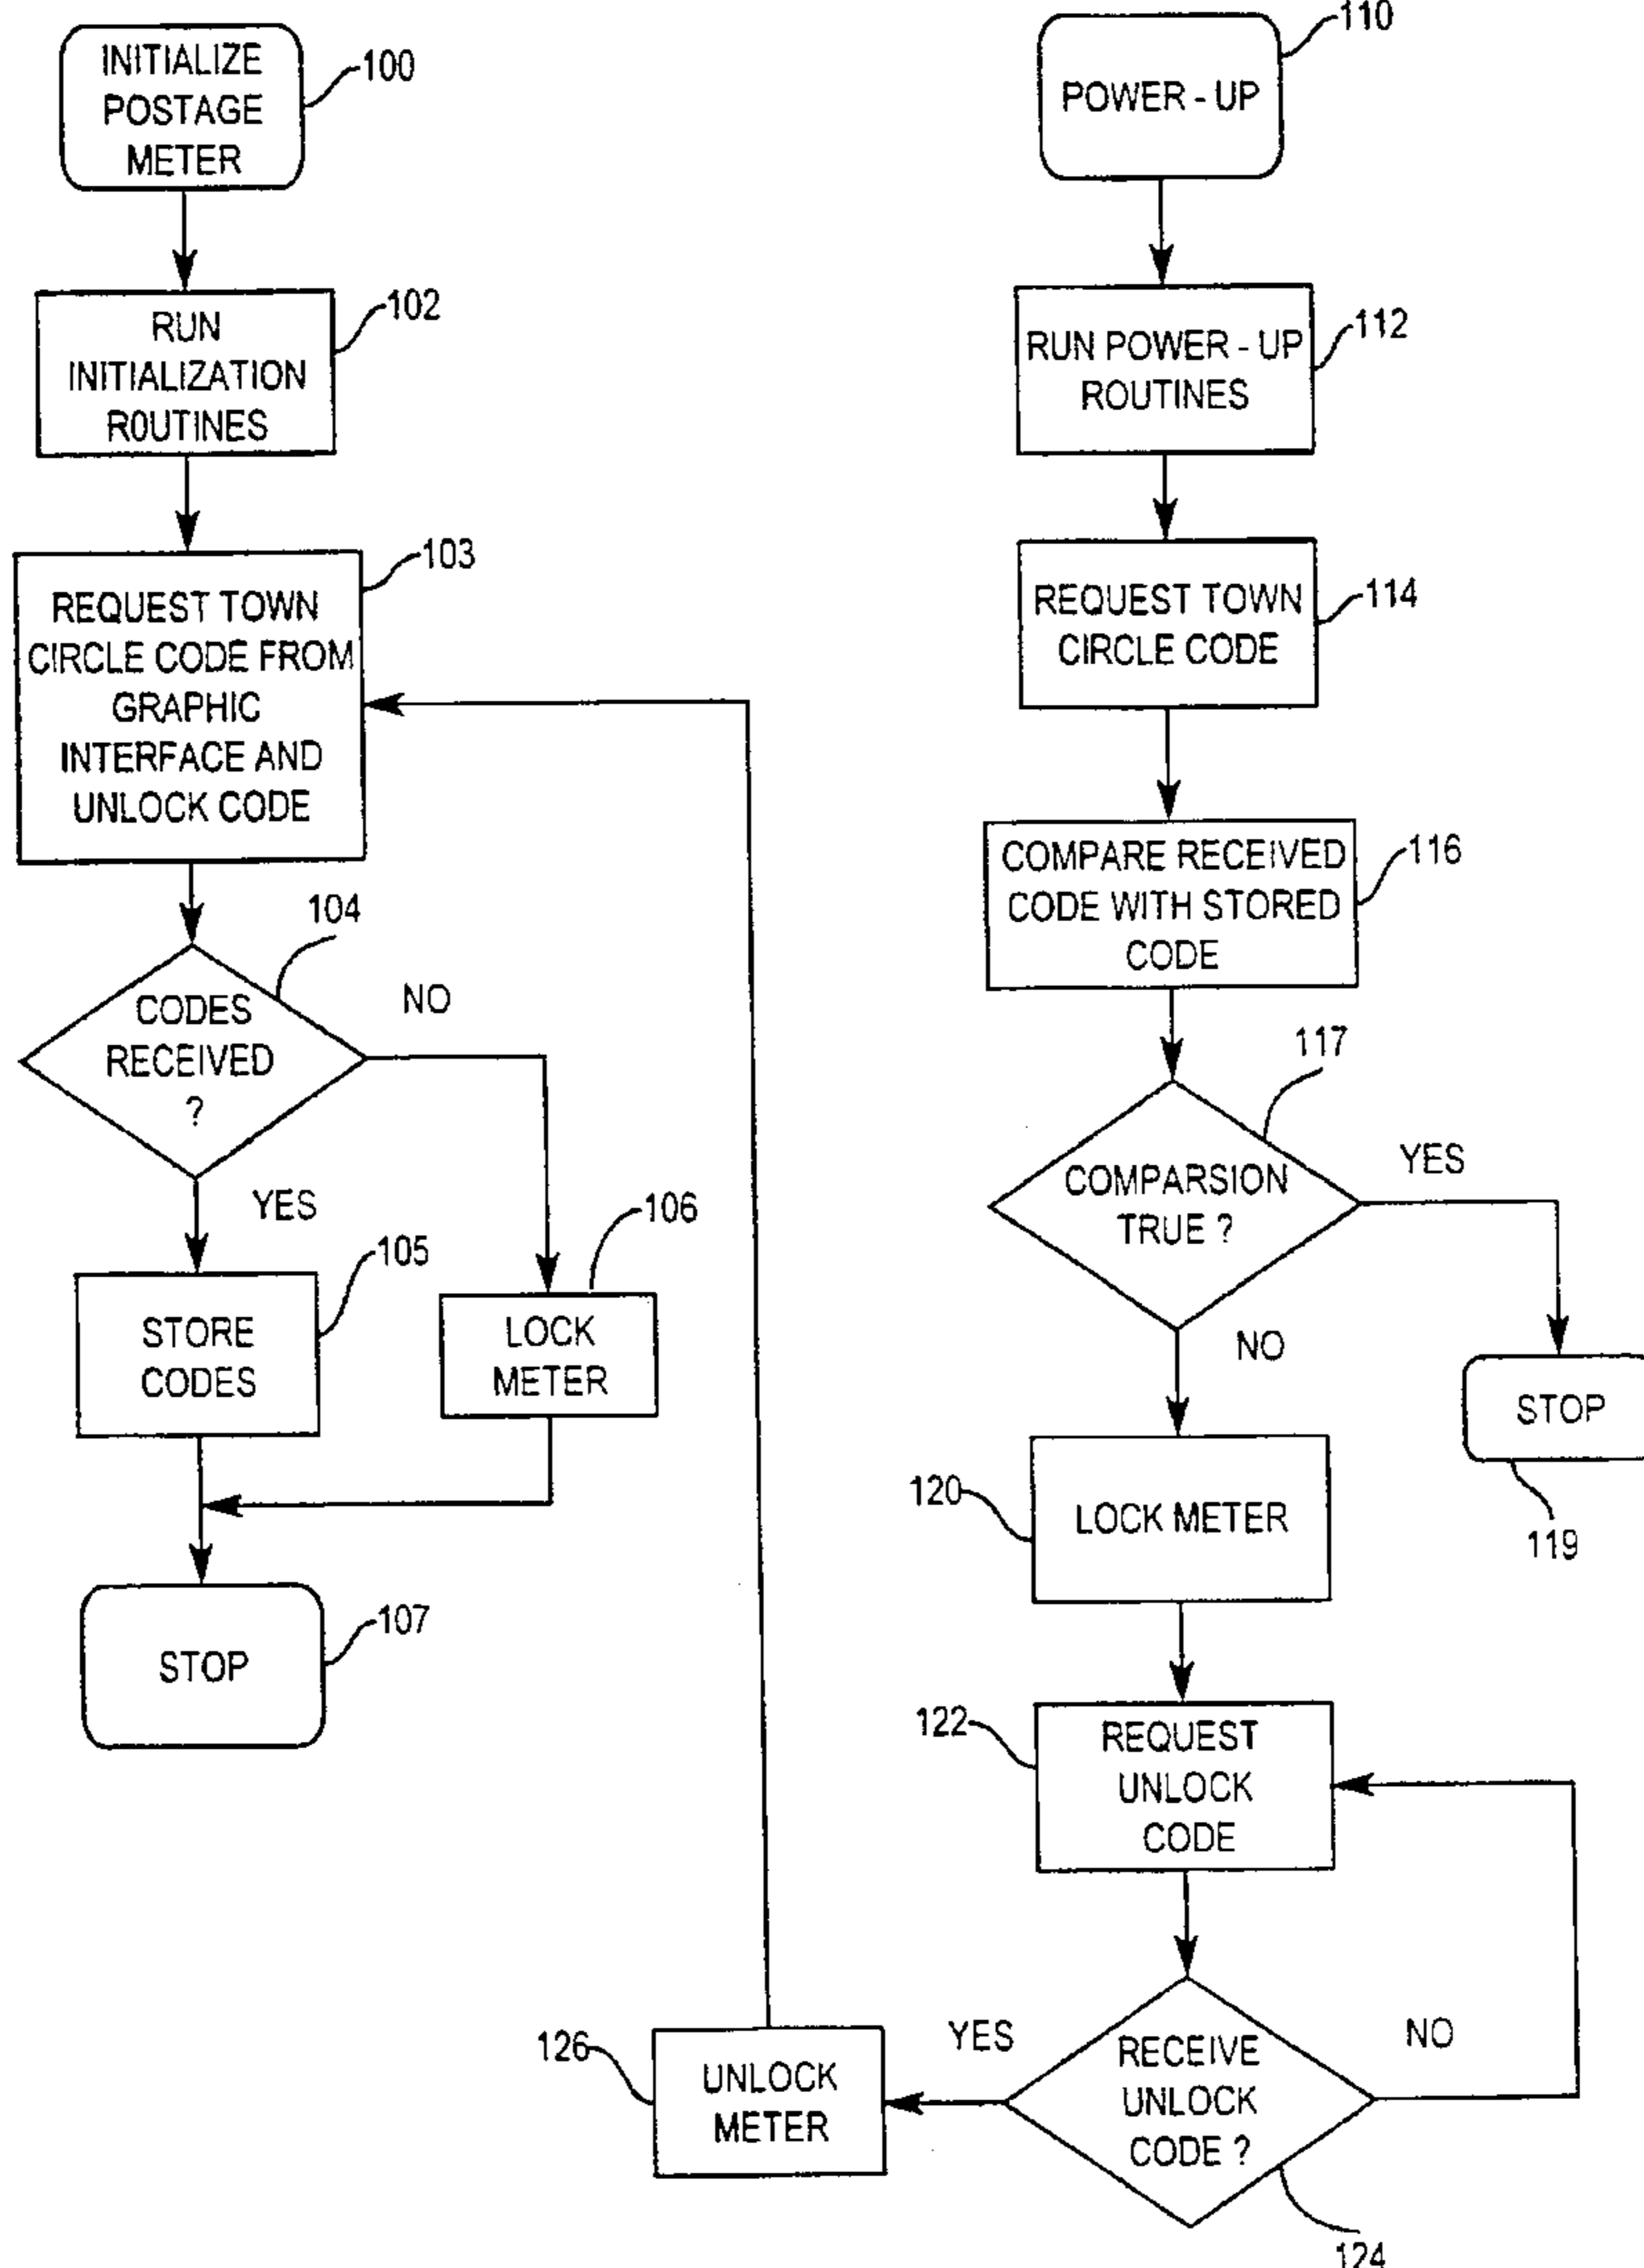 INITIALIZE
POSTAGE
METER
100
RUN
INITIALIZATION
ROUTINES
102
REQUEST TOWN
CIRCLE CODE FROM
GRAPHIC
INTERFACE AND
UNLOCK CODE
103
104
CODES
RECEIVED
?
NO
YES
STORE
CODES
105
LOCK
METER
106
STOP
107
POWER - UP
110
RUN POWER - UP
ROUTINES
112
REQUEST TOWN
CIRCLE CODE
114
COMPARE RECEIVED
CODE WITH STORED
CODE
116
117
COMPARSION
TRUE ?
YES
NO
STOP
119
LOCK METER
120
REQUEST
UNLOCK
CODE
122
RECEIVE
UNLOCK
CODE ?
YES
NO
124
UNLOCK
METER
126